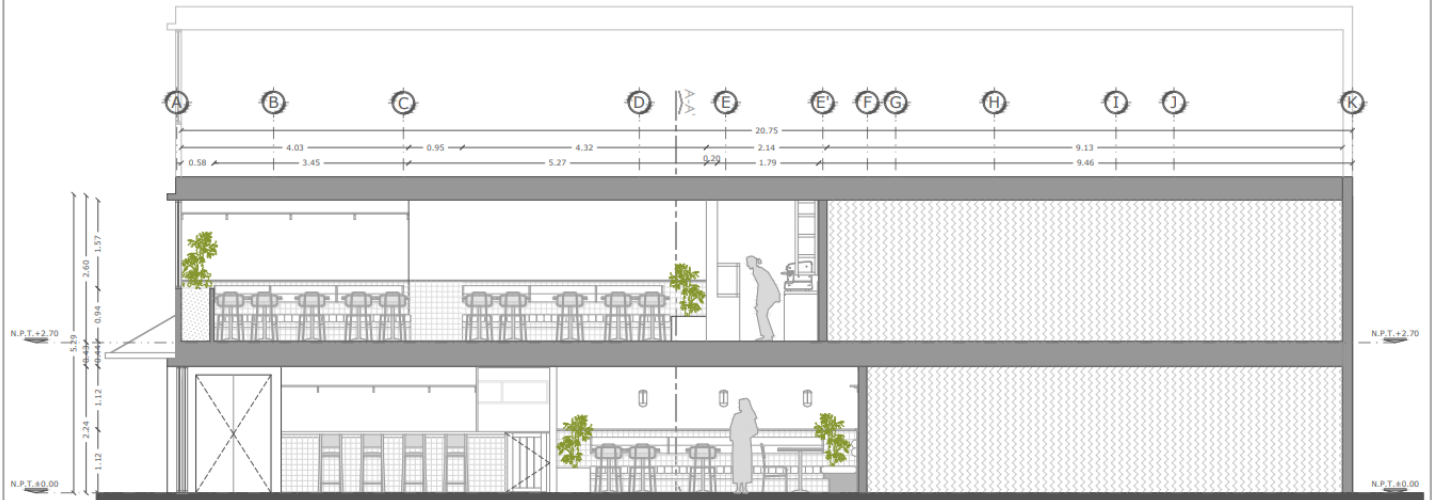 A B C D A-A' E E' F G H I J K
20.75
4.03 0.95 4.32 2.14 9.13
0.58 3.45 5.27 0.20 1.79 9.46
1.57
2.60
0.94
N.P.T.+2.70 N.P.T.+2.70
5.29
1.12
2.24
1.12
N.P.T.±0.00 N.P.T.±0.00